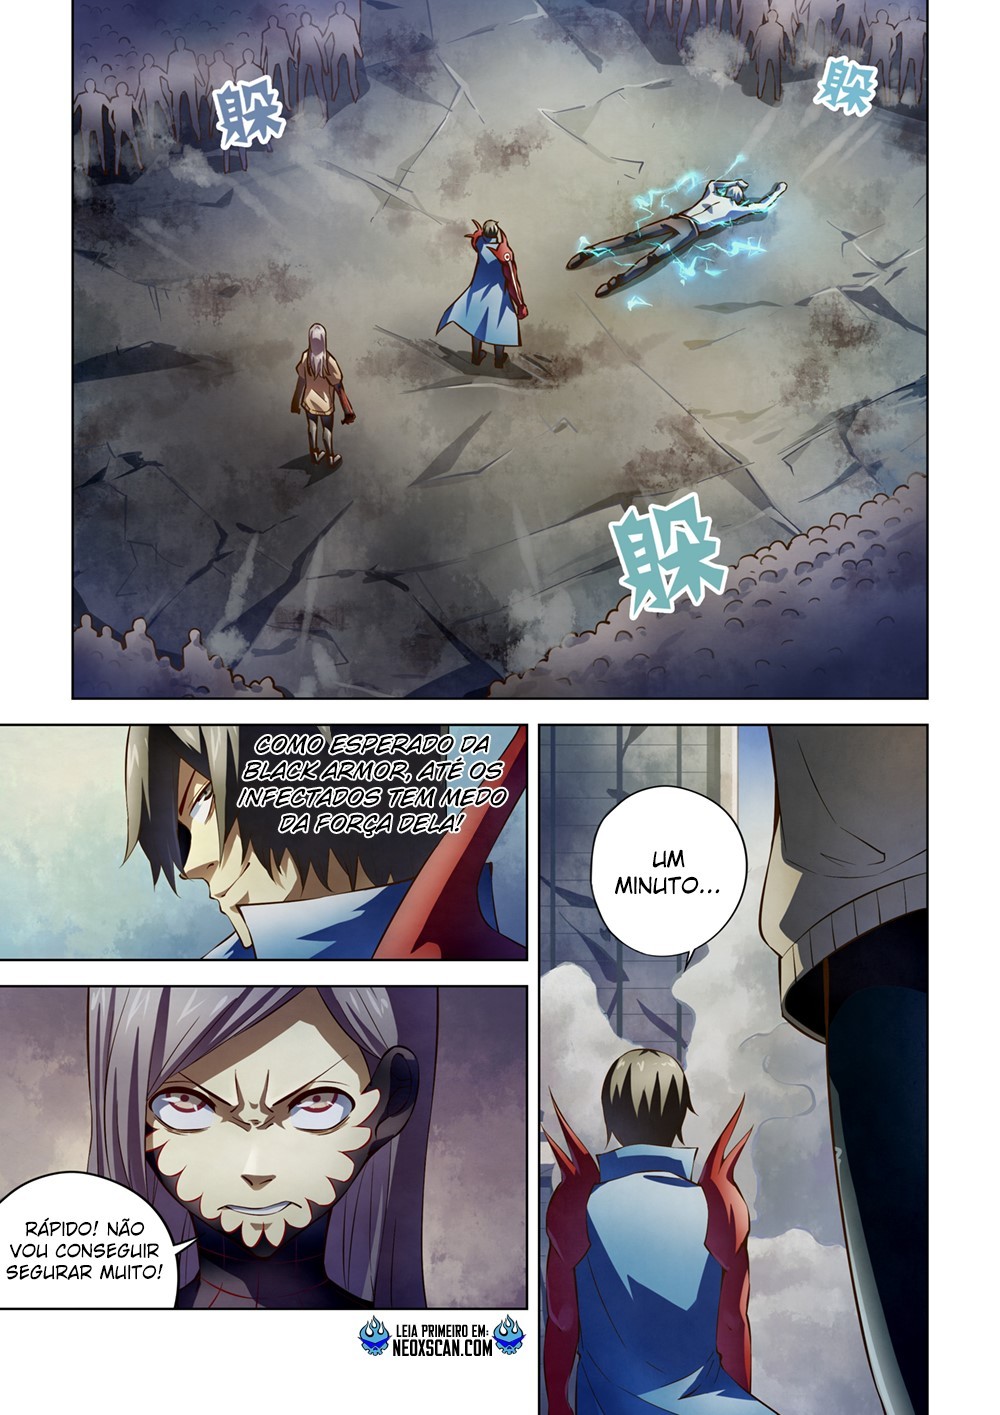 躲
躲
躲
COMO ESPERADO DA
BLACK ARMOR, ATÉ OS
INFECTADOS TEM MEDO
DA FORÇA DELA!
UM
MINUTO...
RÁPIDO! NÃO
VOU CONSEGUIR
SEGURAR MUITO!
LEIA PRIMEIRO EM:
NEOXSCAN.COM